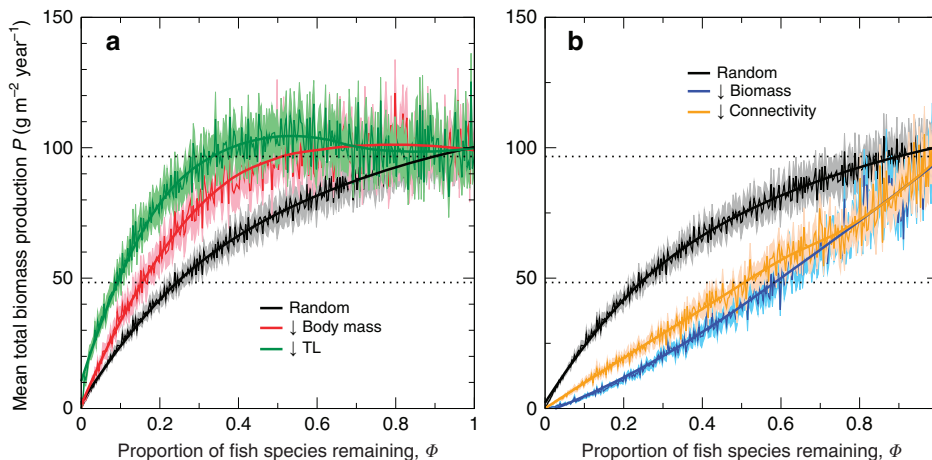 Mean total biomass production P (g m⁻² year⁻¹)
150
100
50
0
a
Random
↓ Body mass
↓ TL
0 0.2 0.4 0.6 0.8 1
Proportion of fish species remaining, Φ
150
100
50
0
b
Random
↓ Biomass
↓ Connectivity
0 0.2 0.4 0.6 0.8
Proportion of fish species remaining, Φ